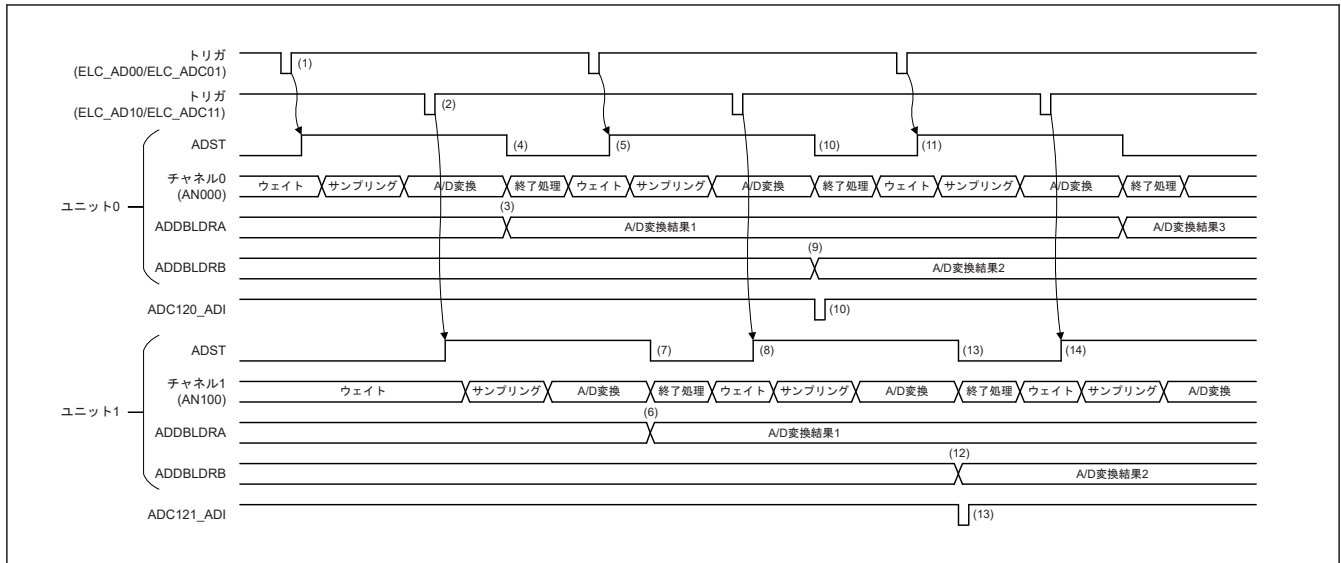 トリガ
(ELC_AD00/ELC_ADC01)
(1)
トリガ
(ELC_AD10/ELC_ADC11)
(2)
ユニット0
ADST
(4)
(5)
(10)
(11)
チャネル0
(AN000)
ウェイト サンプリング A/D変換 終了処理 ウェイト サンプリング A/D変換 終了処理 ウェイト サンプリング A/D変換 終了処理
(3)
ADDBLDRA
A/D変換結果1
A/D変換結果3
(9)
ADDBLDRB
A/D変換結果2
ADC120_ADI
(10)
ユニット1
ADST
(7)
(8)
(13)
(14)
チャネル1
(AN100)
ウェイト サンプリング A/D変換 終了処理 ウェイト サンプリング A/D変換 終了処理 ウェイト サンプリング A/D変換
(6)
ADDBLDRA
A/D変換結果1
(12)
ADDBLDRB
A/D変換結果2
ADC121_ADI
(13)